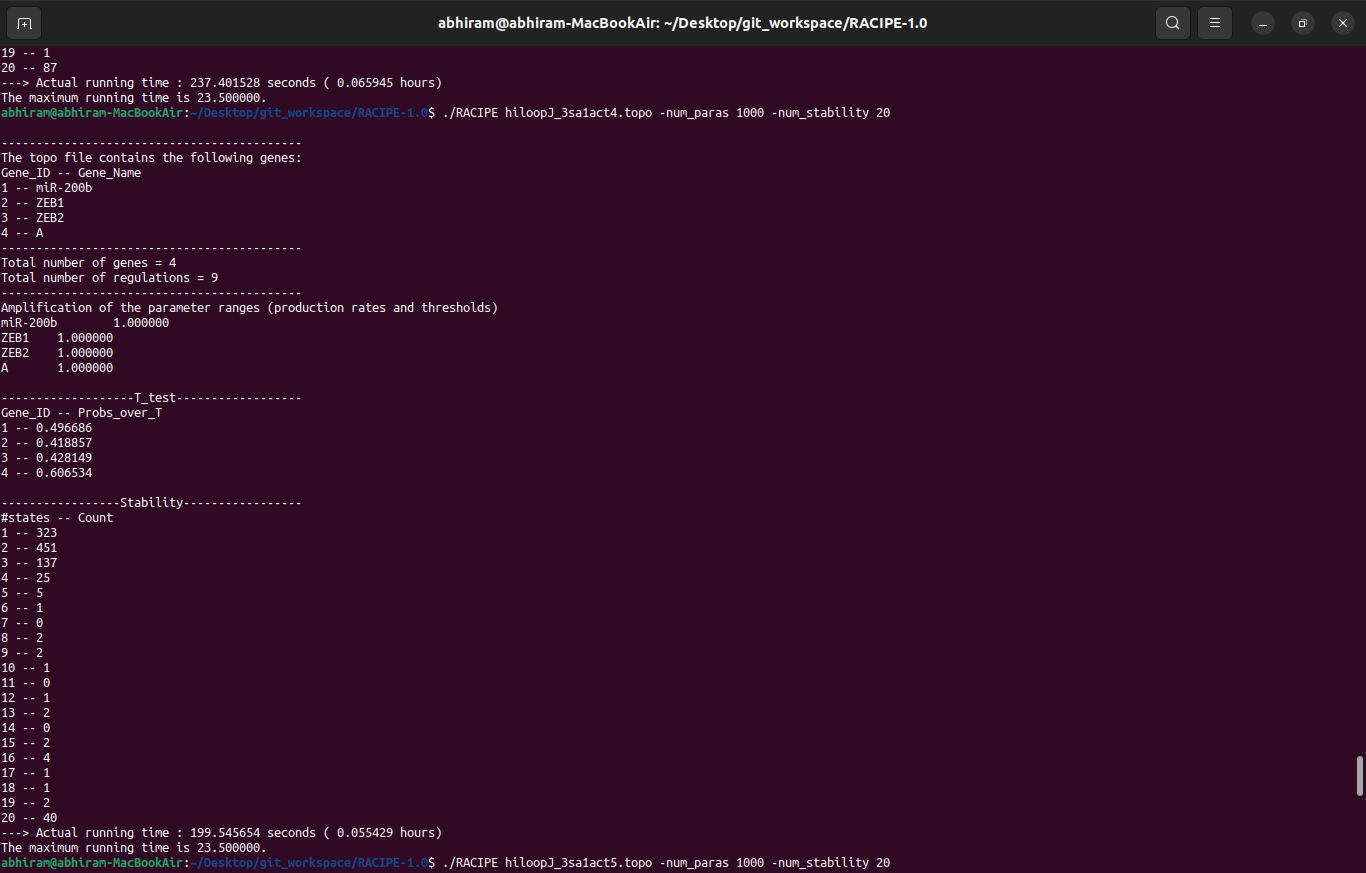 abhiram@abhiram-MacBookAir: ~/Desktop/git_workspace/RACIPE-1.0
19 -- 1
20 -- 87
---> Actual running time : 237.401528 seconds ( 0.065945 hours)
The maximum running time is 23.500000.
abhiram@abhiram-MacBookAir:~/Desktop/git_workspace/RACIPE-1.0$ ./RACIPE hiloopJ_3sa1act4.topo -num_paras 1000 -num_stability 20
-------------------------------------------
The topo file contains the following genes:
Gene_ID -- Gene_Name
1 -- miR-200b
2 -- ZEB1
3 -- ZEB2
4 -- A
-------------------------------------------
Total number of genes = 4
Total number of regulations = 9
-------------------------------------------
Amplification of the parameter ranges (production rates and thresholds)
miR-200b        1.000000
ZEB1    1.000000
ZEB2    1.000000
A       1.000000
-------------------T_test------------------
Gene_ID -- Probs_over_T
1 -- 0.496686
2 -- 0.418857
3 -- 0.428149
4 -- 0.606534
-----------------Stability-----------------
#states -- Count
1 -- 323
2 -- 451
3 -- 137
4 -- 25
5 -- 5
6 -- 1
7 -- 0
8 -- 2
9 -- 2
10 -- 1
11 -- 0
12 -- 1
13 -- 2
14 -- 0
15 -- 2
16 -- 4
17 -- 1
18 -- 1
19 -- 2
20 -- 40
---> Actual running time : 199.545654 seconds ( 0.055429 hours)
The maximum running time is 23.500000.
abhiram@abhiram-MacBookAir:~/Desktop/git_workspace/RACIPE-1.0$ ./RACIPE hiloopJ_3sa1act5.topo -num_paras 1000 -num_stability 20